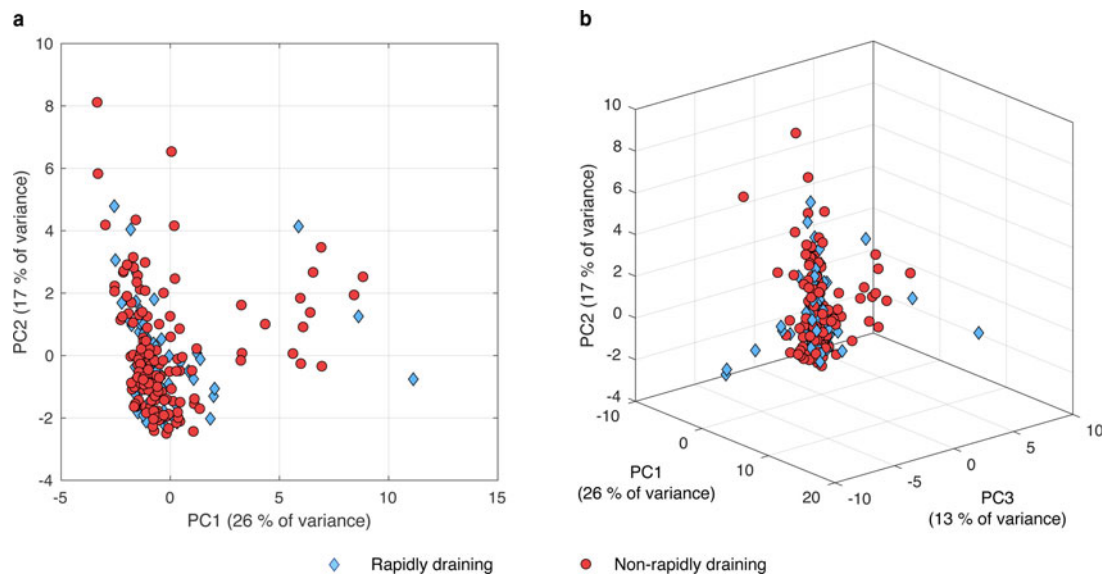 a
10
8
6
4
2
0
-2
-4
PC2 (17 % of variance)
-5
0
5
10
15
PC1 (26 % of variance)
b
10
8
6
4
2
0
-2
-4
PC2 (17 % of variance)
-10
0
10
20
PC1
(26 % of variance)
-10
-5
0
5
10
PC3
(13 % of variance)
Rapidly draining
Non-rapidly draining